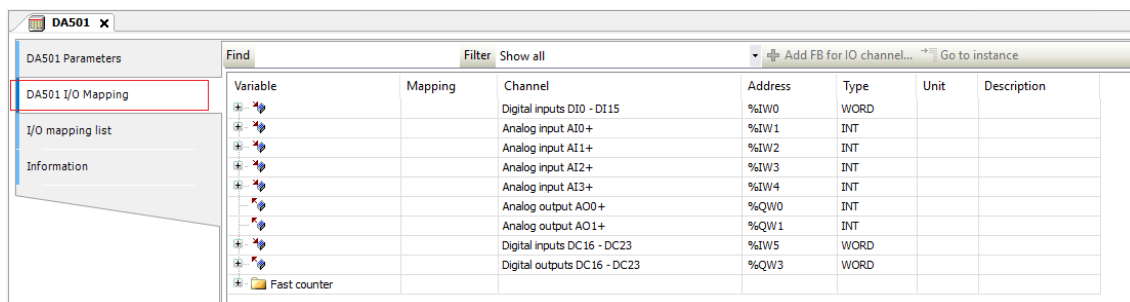 DA501 X
DA501 Parameters
DA501 I/O Mapping
I/O mapping list
Information
Find Filter Show all Add FB for IO channel... Go to instance
Variable Mapping Channel Address Type Unit Description
Digital inputs DI0 - DI15 %IW0 WORD
Analog input AI0+ %IW1 INT
Analog input AI1+ %IW2 INT
Analog input AI2+ %IW3 INT
Analog input AI3+ %IW4 INT
Analog output AO0+ %QW0 INT
Analog output AO1+ %QW1 INT
Digital inputs DC16 - DC23 %IW5 WORD
Digital outputs DC16 - DC23 %QW3 WORD
Fast counter